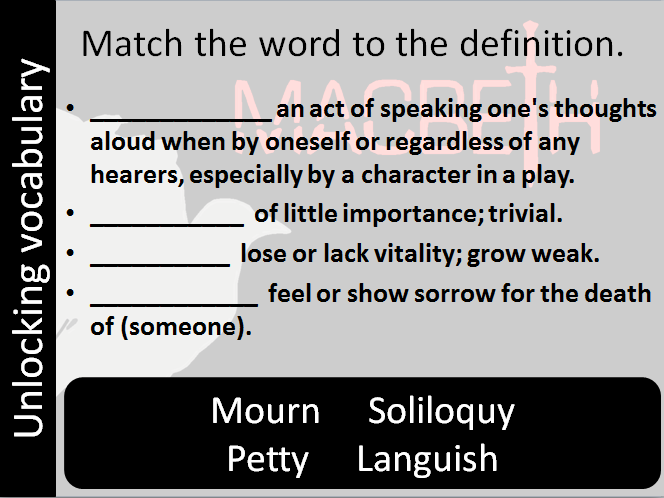 Unlocking vocabulary
Match the word to the definition.
MACBETH
• _____________ an act of speaking one's thoughts
aloud when by oneself or regardless of any
hearers, especially by a character in a play.
• ___________ of little importance; trivial.
• __________ lose or lack vitality; grow weak.
• ____________ feel or show sorrow for the death
of (someone).
Mourn Soliloquy
Petty Languish